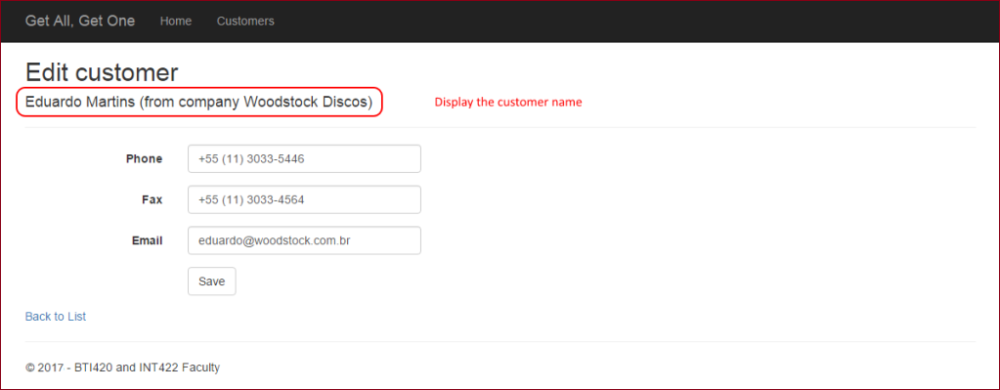 Get All, Get One Home Customers
Edit customer
Eduardo Martins (from company Woodstock Discos) Display the customer name
Phone +55 (11) 3033-5446
Fax +55 (11) 3033-4564
Email eduardo@woodstock.com.br
Save
Back to List
© 2017 - BTI420 and INT422 Faculty